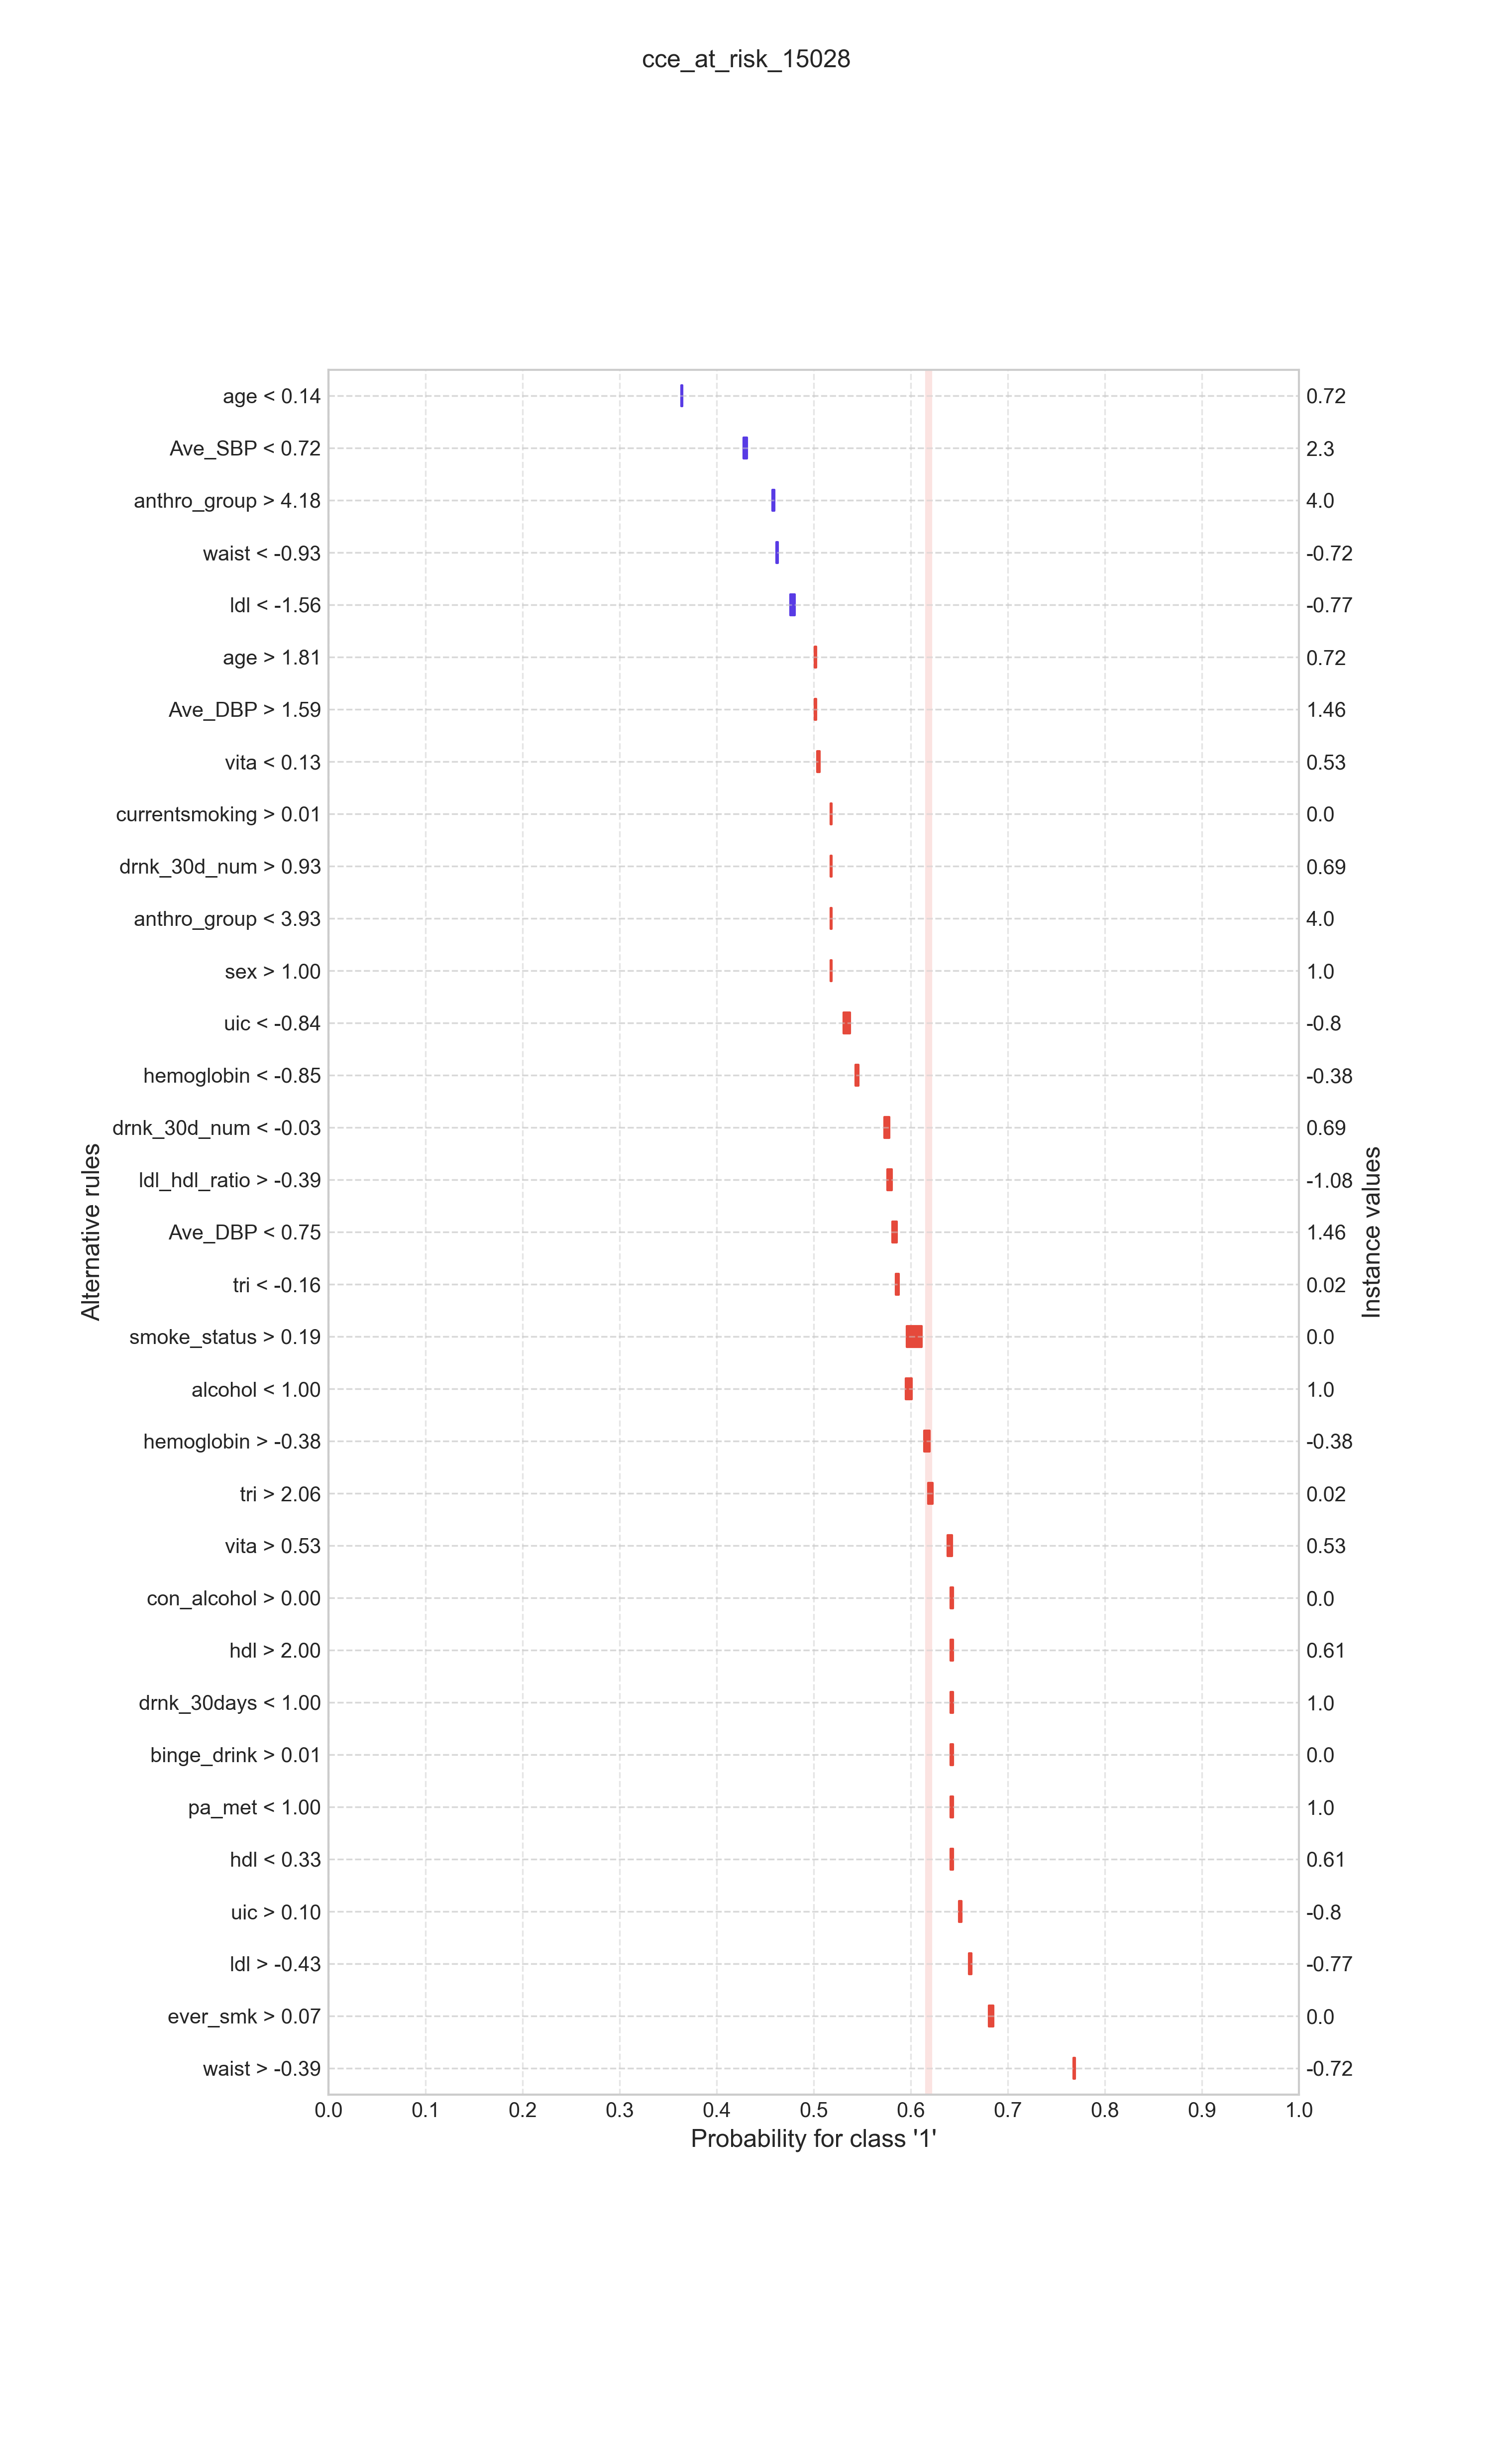 cce_at_risk_15028
age < 0.14 0.72
Ave_SBP < 0.72 2.3
anthro_group > 4.18 4.0
waist < -0.93 -0.72
ldl < -1.56 -0.77
age > 1.81 0.72
Ave_DBP > 1.59 1.46
vita < 0.13 0.53
currentsmoking > 0.01 0.0
drnk_30d_num > 0.93 0.69
anthro_group < 3.93 4.0
sex > 1.00 1.0
uic < -0.84 -0.8
hemoglobin < -0.85 -0.38
drnk_30d_num < -0.03 0.69
ldl_hdl_ratio > -0.39 -1.08
Ave_DBP < 0.75 1.46
tri < -0.16 0.02
smoke_status > 0.19 0.0
alcohol < 1.00 1.0
hemoglobin > -0.38 -0.38
tri > 2.06 0.02
vita > 0.53 0.53
con_alcohol > 0.00 0.0
hdl > 2.00 0.61
drnk_30days < 1.00 1.0
binge_drink > 0.01 0.0
pa_met < 1.00 1.0
hdl < 0.33 0.61
uic > 0.10 -0.8
ldl > -0.43 -0.77
ever_smk > 0.07 0.0
waist > -0.39 -0.72
Alternative rules
Instance values
0.0 0.1 0.2 0.3 0.4 0.5 0.6 0.7 0.8 0.9 1.0
Probability for class '1'